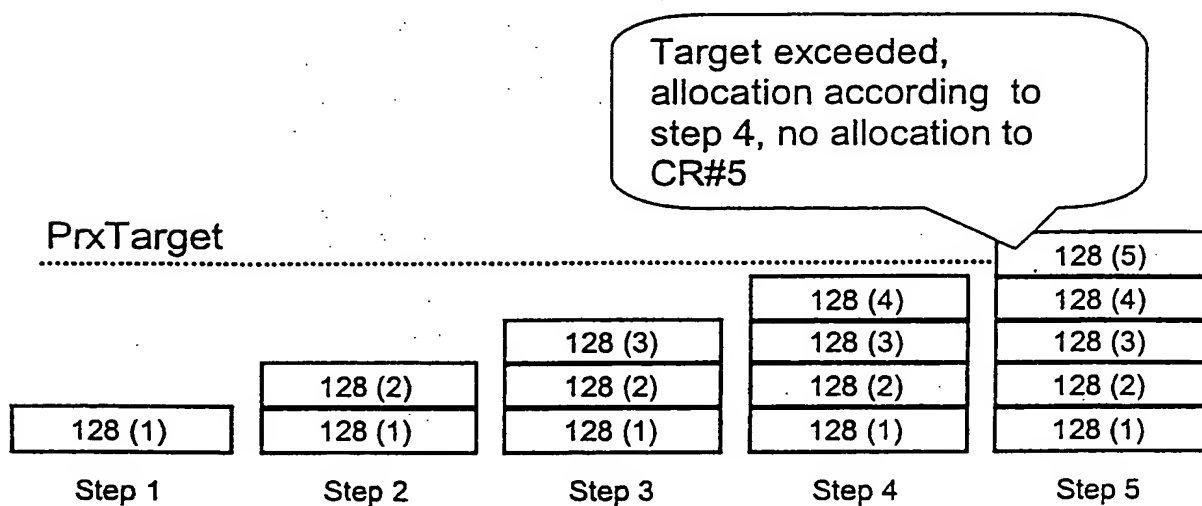 Target exceeded,
allocation according to
step 4, no allocation to
CR#5
PrxTarget
128 (5)
128 (4)
128 (4)
128 (3)
128 (3)
128 (3)
128 (2)
128 (2)
128 (2)
128 (2)
128 (1)
128 (1)
128 (1)
128 (1)
128 (1)
Step 1
Step 2
Step 3
Step 4
Step 5